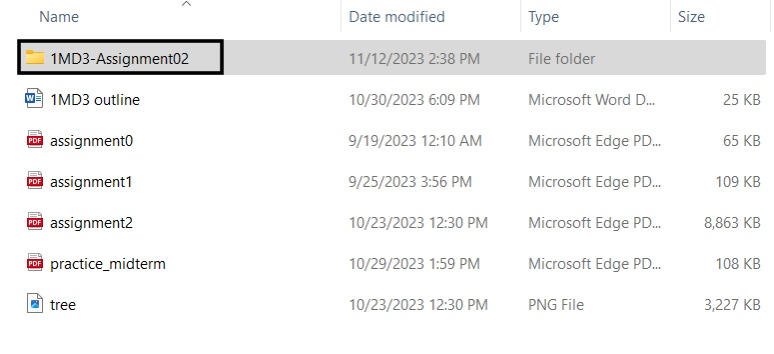 Name Date modified Type Size
1MD3-Assignment02 11/12/2023 2:38 PM File folder
1MD3 outline 10/30/2023 6:09 PM Microsoft Word D... 25 KB
PDF assignment0 9/19/2023 12:10 AM Microsoft Edge PD... 65 KB
PDF assignment1 9/25/2023 3:56 PM Microsoft Edge PD... 109 KB
PDF assignment2 10/23/2023 12:30 PM Microsoft Edge PD... 8,863 KB
PDF practice_midterm 10/29/2023 1:59 PM Microsoft Edge PD... 108 KB
tree 10/23/2023 12:30 PM PNG File 3,227 KB